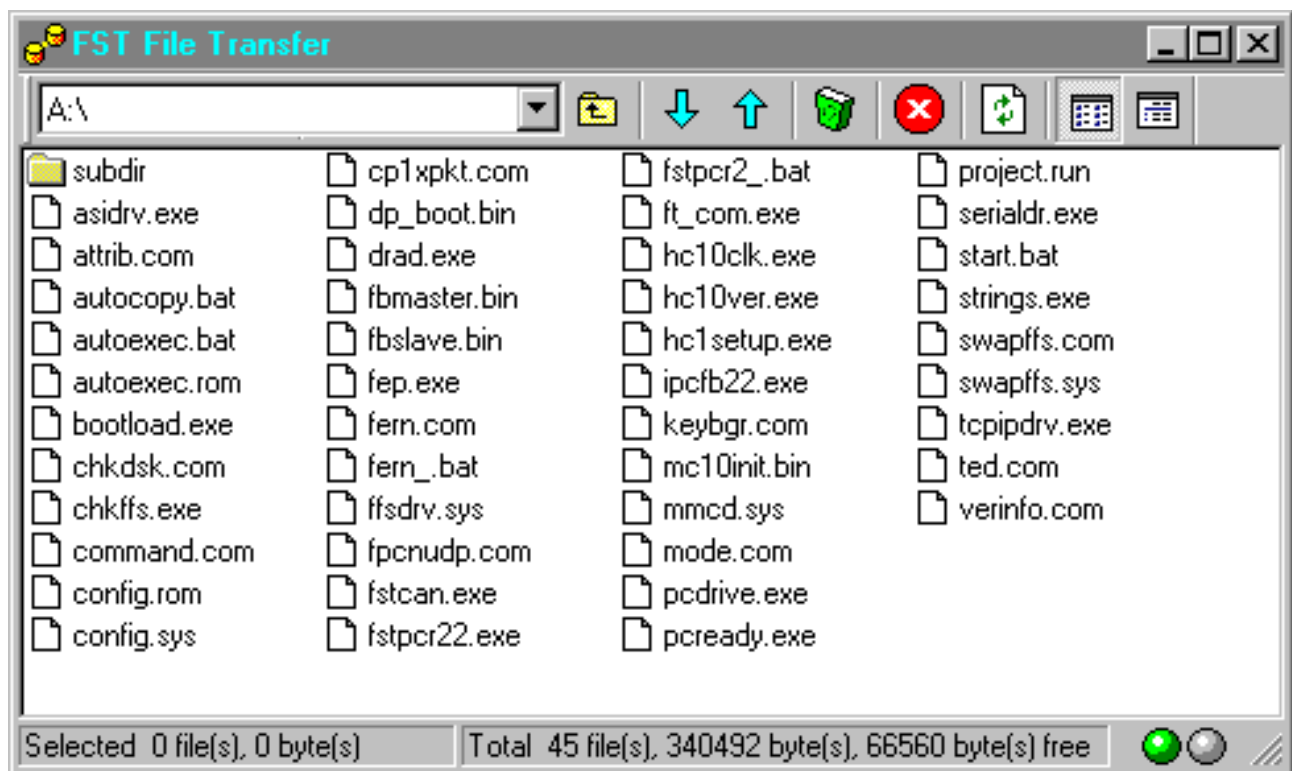 FST File Transfer
A:\
subdir
asidrv.exe
attrib.com
autocopy.bat
autoexec.bat
autoexec.rom
bootload.exe
chkdsk.com
chkffs.exe
command.com
config.rom
config.sys
cp1xpkt.com
dp_boot.bin
drad.exe
fbmaster.bin
fbslave.bin
fep.exe
fern.com
fern_.bat
ffsdrv.sys
fpcnudp.com
fstcan.exe
fstpcr22.exe
fstpcr2_.bat
ft_com.exe
hc10clk.exe
hc10ver.exe
hc1setup.exe
ipcfb22.exe
keybgr.com
mc10init.bin
mmcd.sys
mode.com
pcdrive.exe
pcready.exe
project.run
serialdr.exe
start.bat
strings.exe
swapffs.com
swapffs.sys
tcpipdrv.exe
ted.com
verinfo.com
Selected 0 file(s), 0 byte(s)
Total 45 file(s), 340492 byte(s), 66560 byte(s) free